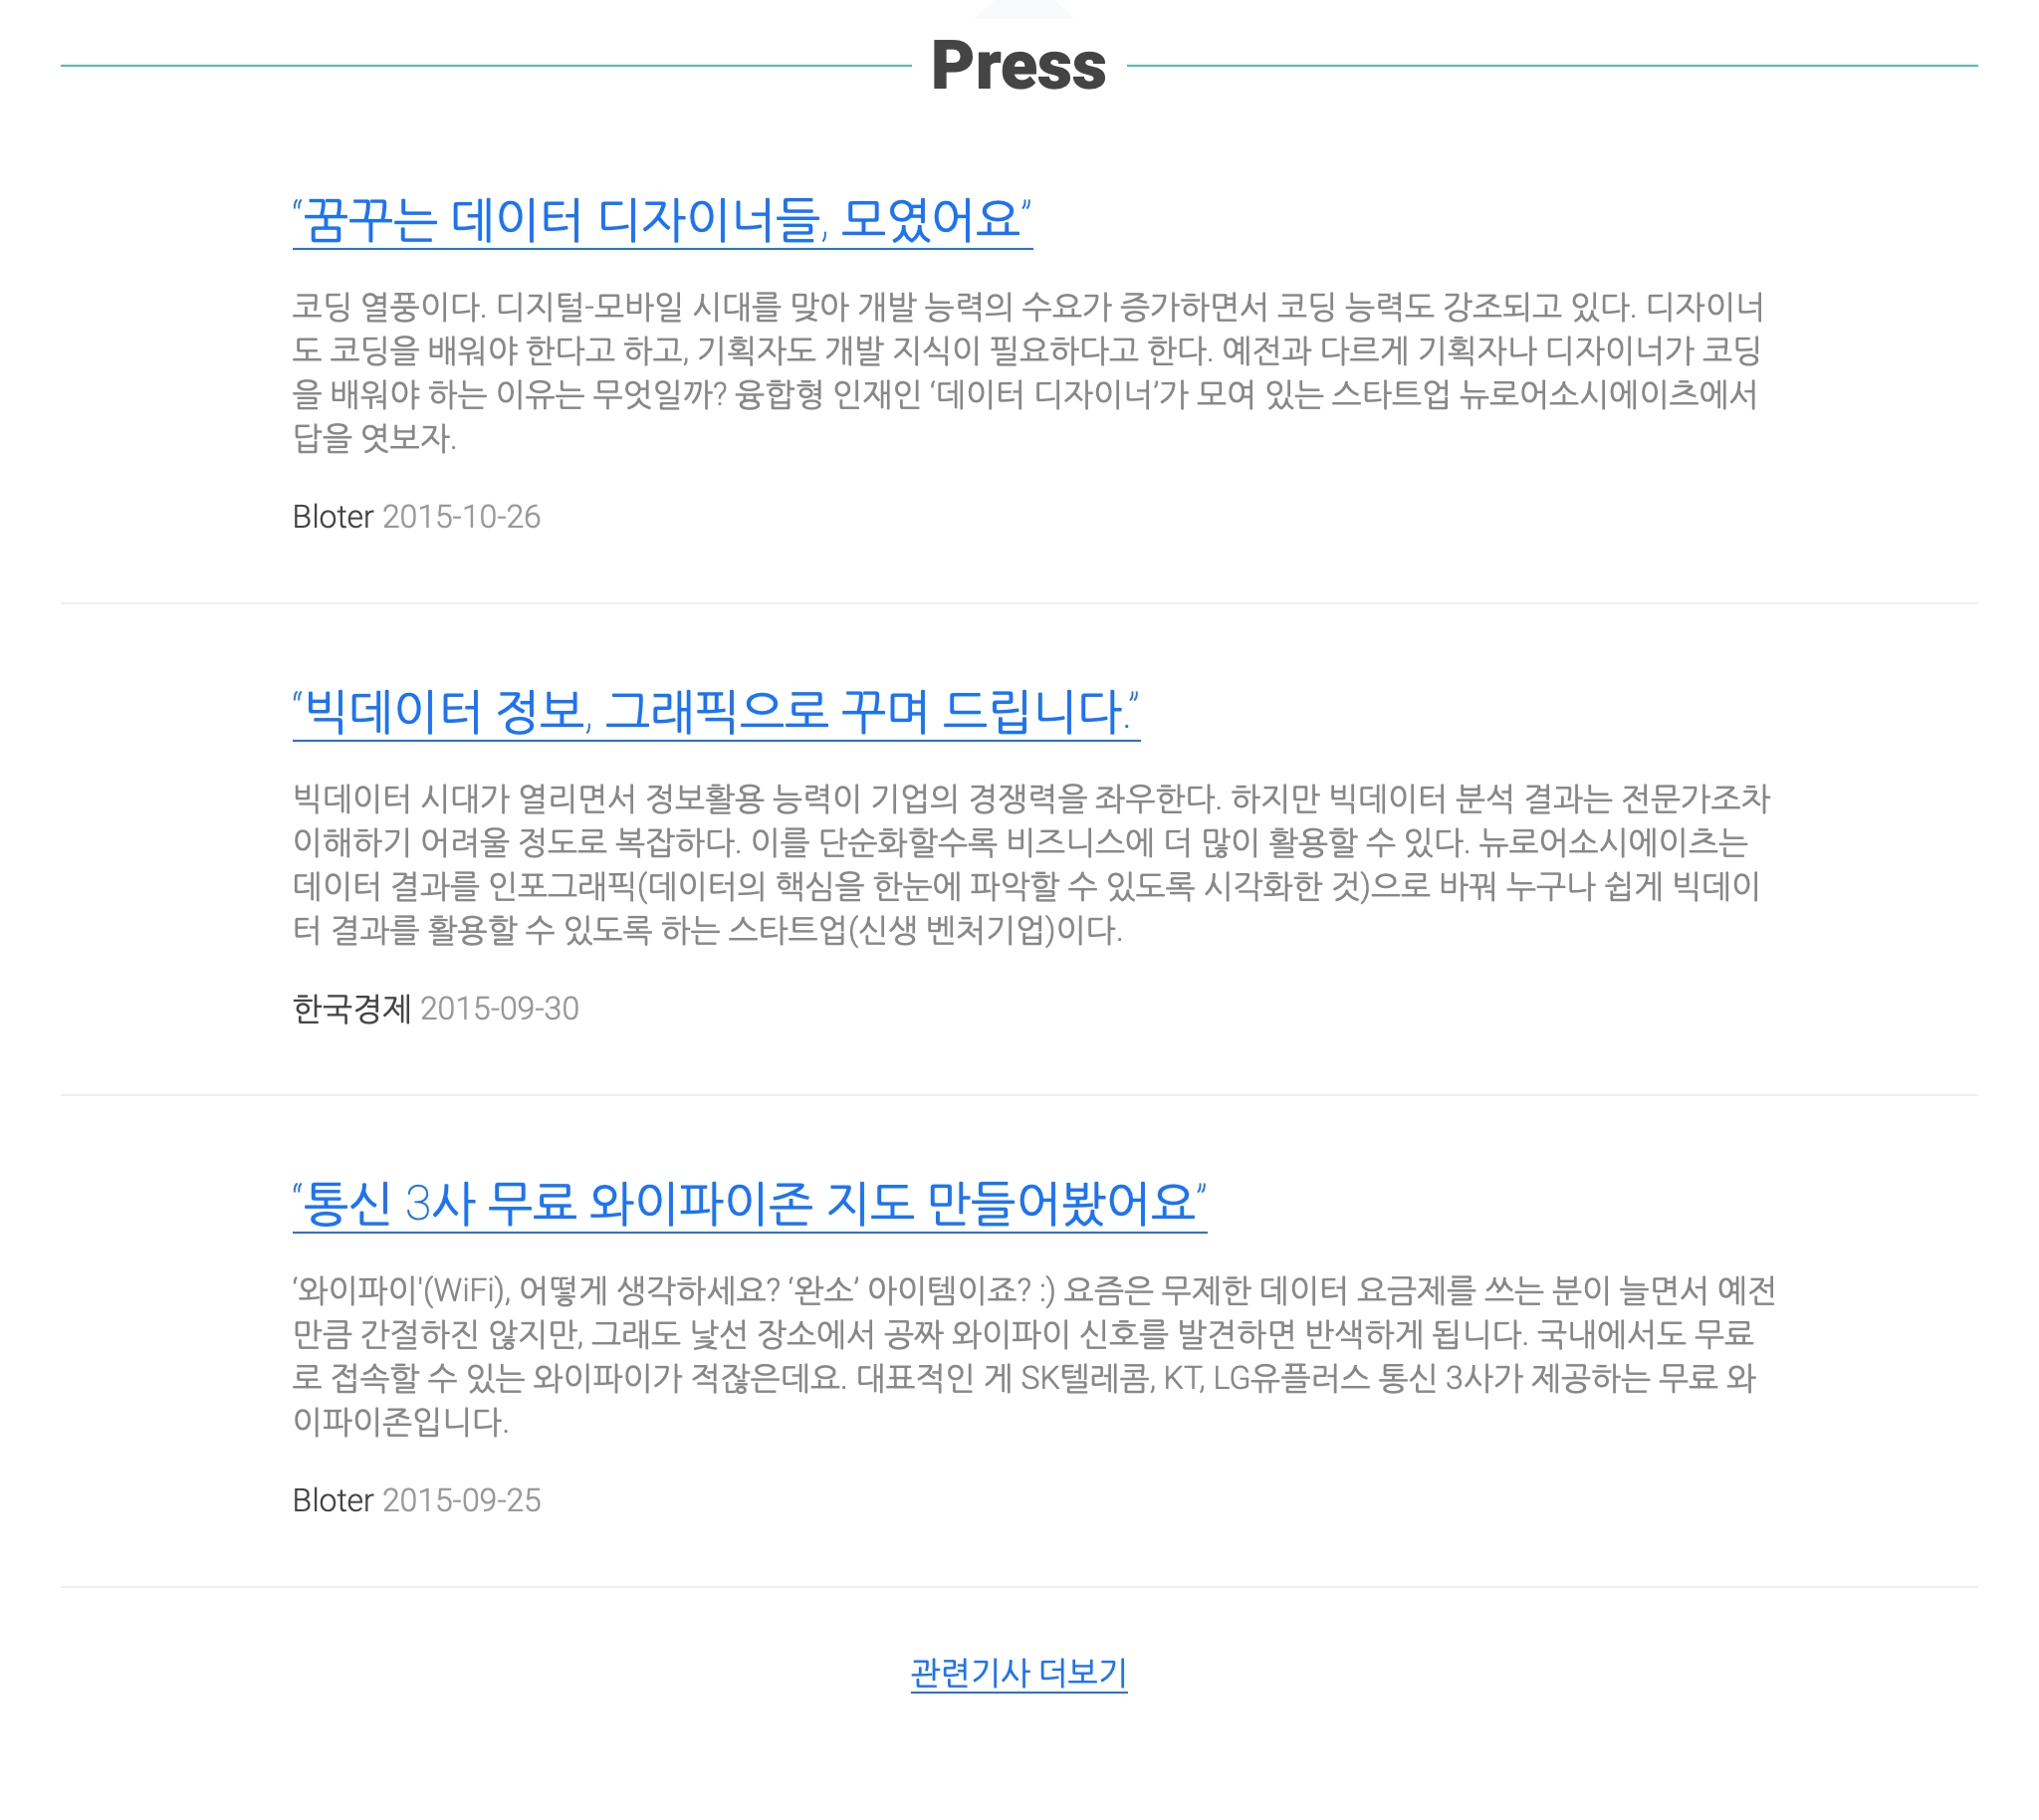 Press
“꿈꾸는 데이터 디자이너들, 모였어요”
코딩 열풍이다. 디지털-모바일 시대를 맞아 개발 능력의 수요가 증가하면서 코딩 능력도 강조되고 있다. 디자이너
도 코딩을 배워야 한다고 하고, 기획자도 개발 지식이 필요하다고 한다. 예전과 다르게 기획자나 디자이너가 코딩
을 배워야 하는 이유는 무엇일까? 융합형 인재인 ‘데이터 디자이너’가 모여 있는 스타트업 뉴로어소시에이츠에서
답을 엿보자.
Bloter 2015-10-26
“빅데이터 정보, 그래픽으로 꾸며 드립니다.”
빅데이터 시대가 열리면서 정보활용 능력이 기업의 경쟁력을 좌우한다. 하지만 빅데이터 분석 결과는 전문가조차
이해하기 어려울 정도로 복잡하다. 이를 단순화할수록 비즈니스에 더 많이 활용할 수 있다. 뉴로어소시에이츠는
데이터 결과를 인포그래픽(데이터의 핵심을 한눈에 파악할 수 있도록 시각화한 것)으로 바꿔 누구나 쉽게 빅데이
터 결과를 활용할 수 있도록 하는 스타트업(신생 벤처기업)이다.
한국경제 2015-09-30
“통신 3사 무료 와이파이존 지도 만들어봤어요”
‘와이파이'(WiFi), 어떻게 생각하세요? ‘완소’ 아이템이죠? :) 요즘은 무제한 데이터 요금제를 쓰는 분이 늘면서 예전
만큼 간절하진 않지만, 그래도 낯선 장소에서 공짜 와이파이 신호를 발견하면 반색하게 됩니다. 국내에서도 무료
로 접속할 수 있는 와이파이가 적잖은데요. 대표적인 게 SK텔레콤, KT, LG유플러스 통신 3사가 제공하는 무료 와
이파이존입니다.
Bloter 2015-09-25
관련기사 더보기